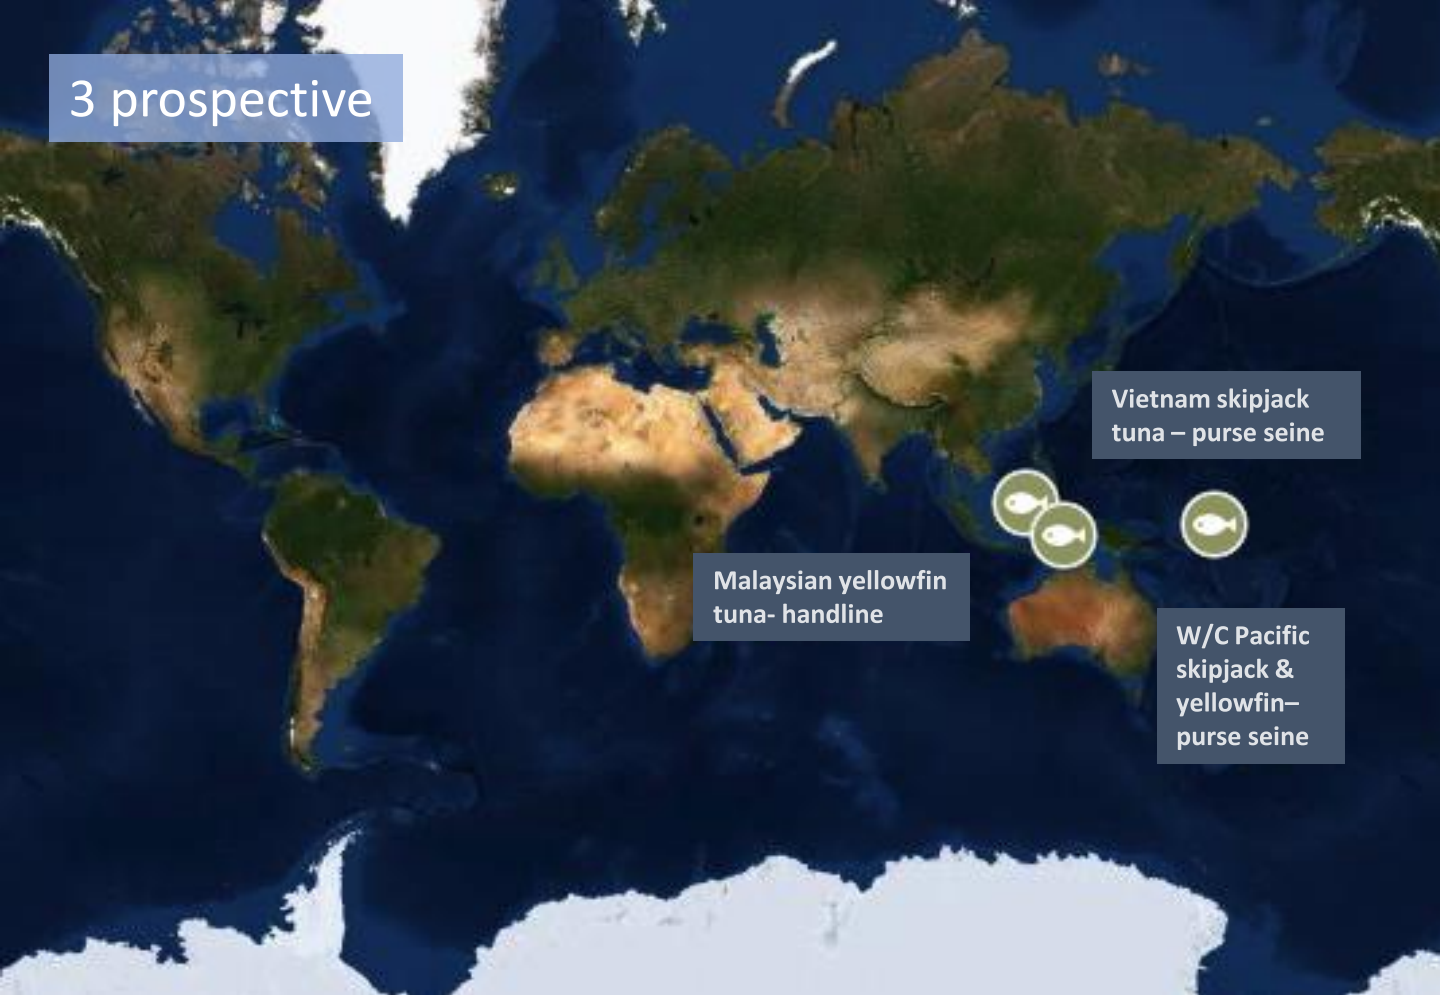 3 prospective
Vietnam skipjack
tuna – purse seine
Malaysian yellowfin
tuna- handline
W/C Pacific
skipjack &
yellowfin–
purse seine